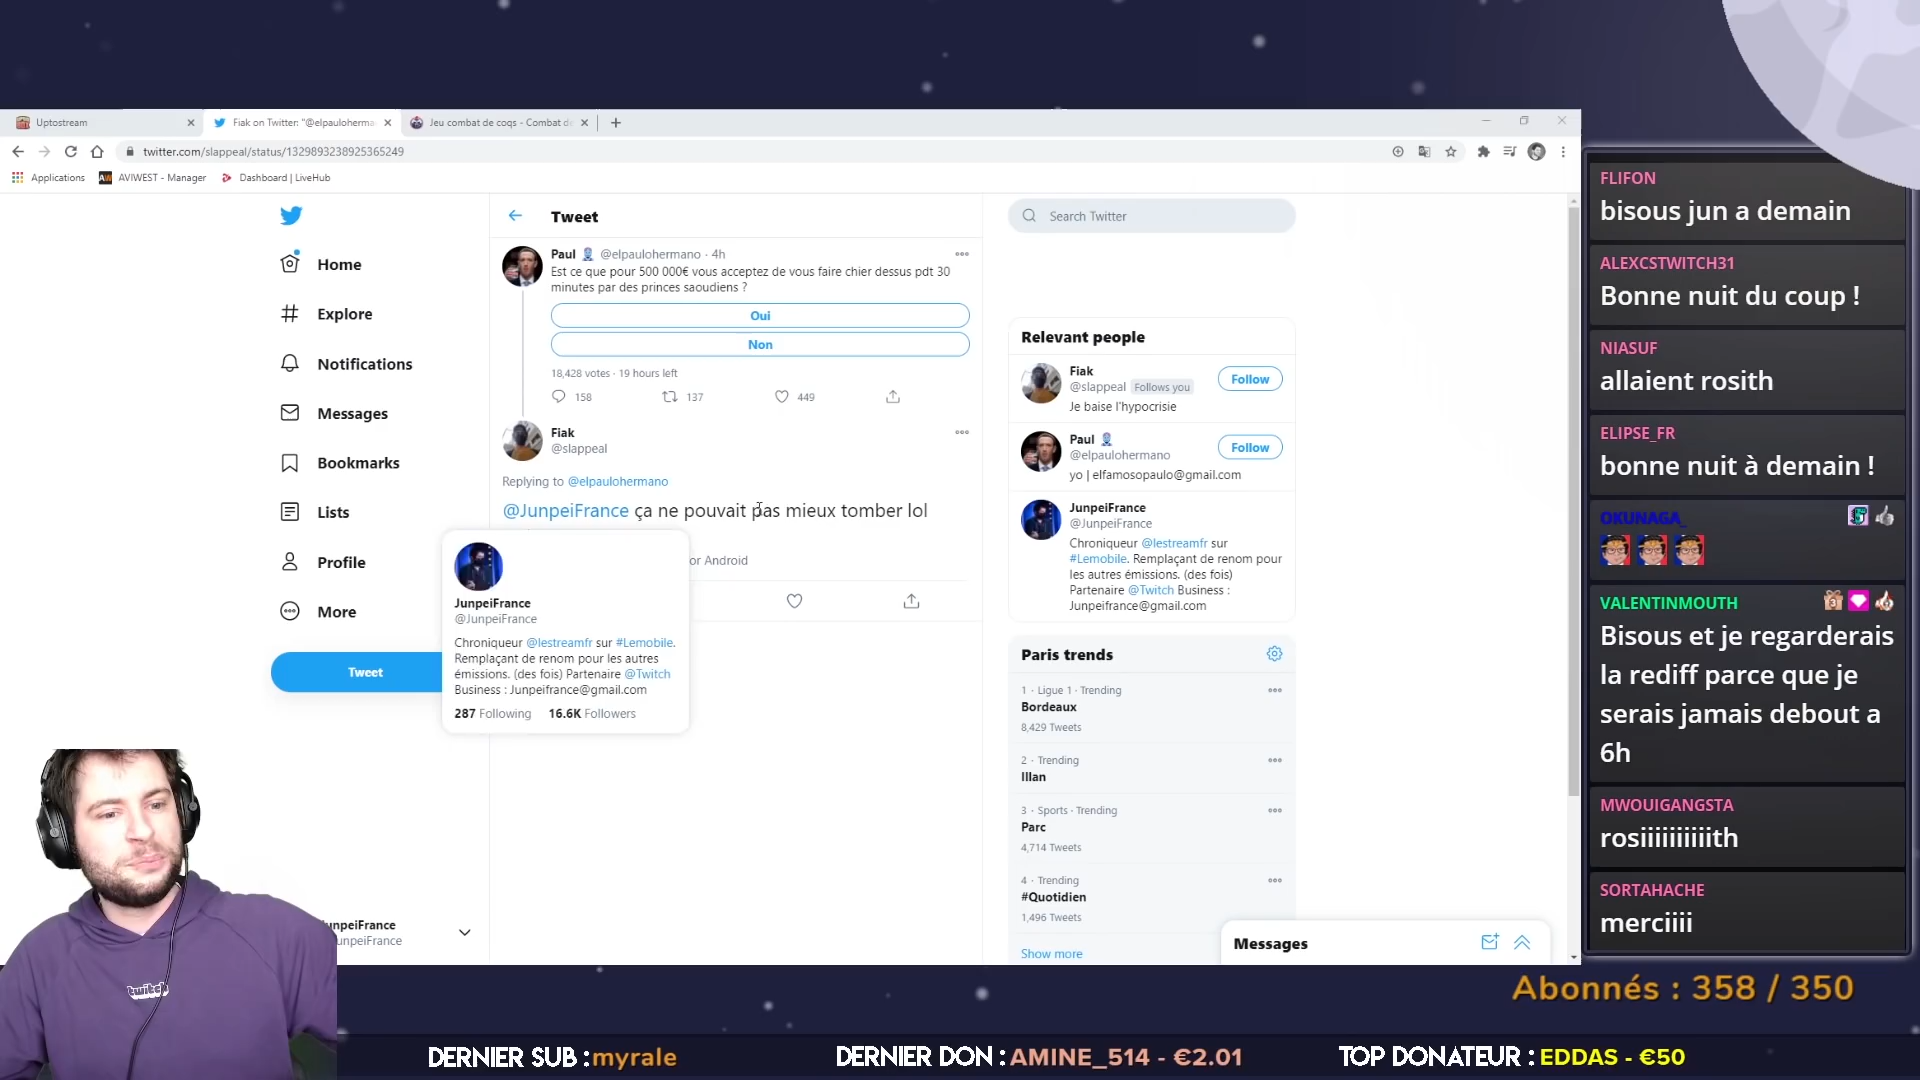 Uptostream
Fiak on Twitter: "@elpauloherma
Jeu combat de coqs - Combat de
twitter.com/slappeal/status/1329893238925365249
Applications
AVIWEST - Manager
Dashboard | LiveHub
Home
Explore
Notifications
Messages
Bookmarks
Lists
Profile
More
Tweet
unpeiFrance
unpeiFrance
Tweet
Paul @elpaulohermano · 4h
Est ce que pour 500 000€ vous acceptez de vous faire chier dessus pdt 30
minutes par des princes saoudiens ?
Oui
Non
18,428 votes · 19 hours left
158 137 449
Fiak
@slappeal
Replying to @elpaulohermano
@JunpeiFrance ça ne pouvait pas mieux tomber lol
or Android
JunpeiFrance
@JunpeiFrance
Chroniqueur @lestreamfr sur #Lemobile.
Remplaçant de renom pour les autres
émissions. (des fois) Partenaire @Twitch
Business : Junpeifrance@gmail.com
287 Following 16.6K Followers
Search Twitter
Relevant people
Fiak
@slappeal Follows you
Follow
Je baise l'hypocrisie
Paul
@elpaulohermano
Follow
yo | elfamosopaulo@gmail.com
JunpeiFrance
@JunpeiFrance
Chroniqueur @lestreamfr sur
#Lemobile. Remplaçant de renom pour
les autres émissions. (des fois)
Partenaire @Twitch Business :
Junpeifrance@gmail.com
Paris trends
1 · Ligue 1 · Trending
Bordeaux
8,429 Tweets
2 · Trending
Illan
3 · Sports · Trending
Parc
4,714 Tweets
4 · Trending
#Quotidien
1,496 Tweets
Show more
Messages
FLIFON
bisous jun a demain
ALEXCSTWITCH31
Bonne nuit du coup !
NIASUF
allaient rosith
ELIPSE_FR
bonne nuit à demain !
OKUNAGA_
VALENTINMOUTH
Bisous et je regarderais
la rediff parce que je
serais jamais debout a
6h
MWOUIGANGSTA
rosiiiiiiiiiith
SORTAHACHE
merciiii
twitch
Abonnés : 358 / 350
DERNIER SUB : myrale
DERNIER DON : AMINE_514 - €2.01
TOP DONATEUR : EDDAS - €50